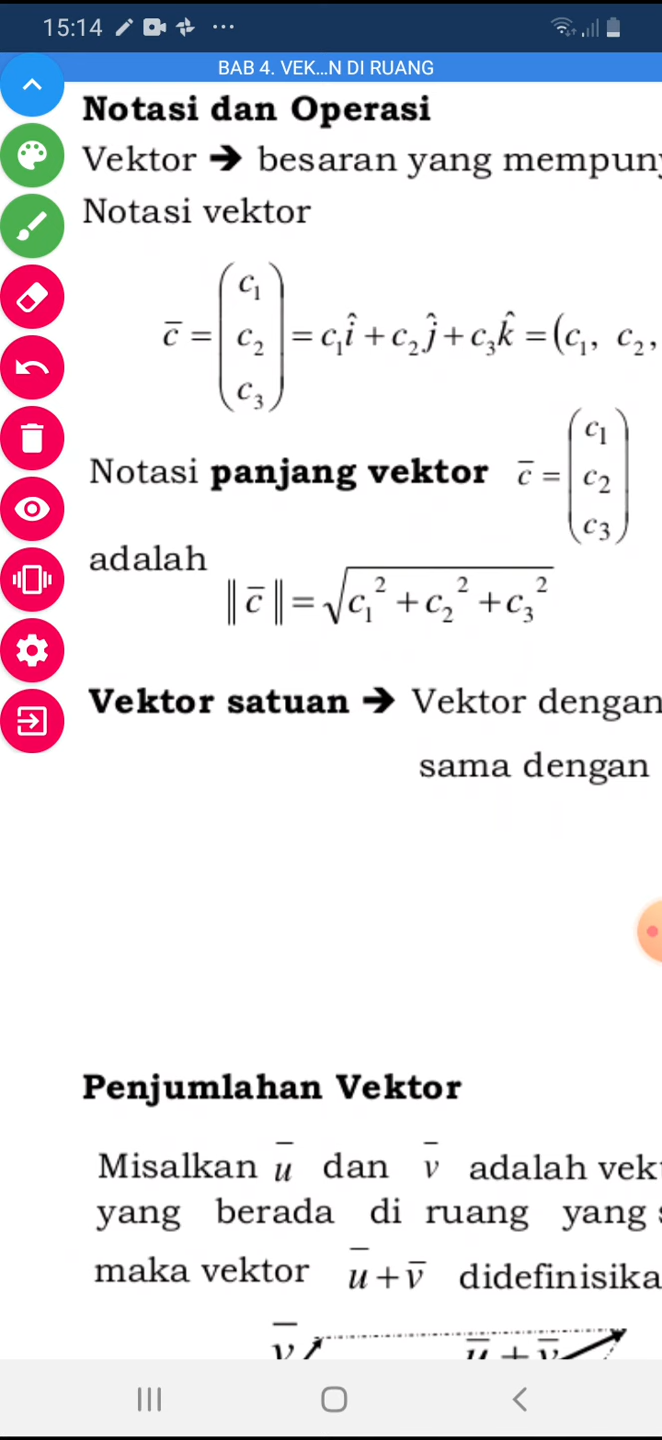 15:14
BAB 4. VEK...N DI RUANG
Notasi dan Operasi
Vektor ➔ besaran yang mempun
Notasi vektor
c̄ = (c₁ c₂ c₃) = c₁î + c₂ĵ + c₃k̂ = (c₁, c₂,
Notasi panjang vektor c̄ = (c₁ c₂ c₃)
adalah
‖ c̄ ‖ = √c₁² + c₂² + c₃²
Vektor satuan ➔ Vektor dengan
sama dengan
Penjumlahan Vektor
Misalkan ū dan v̄ adalah vek
yang berada di ruang yang
maka vektor ū + v̄ didefinisika
v̄ ū + v̄